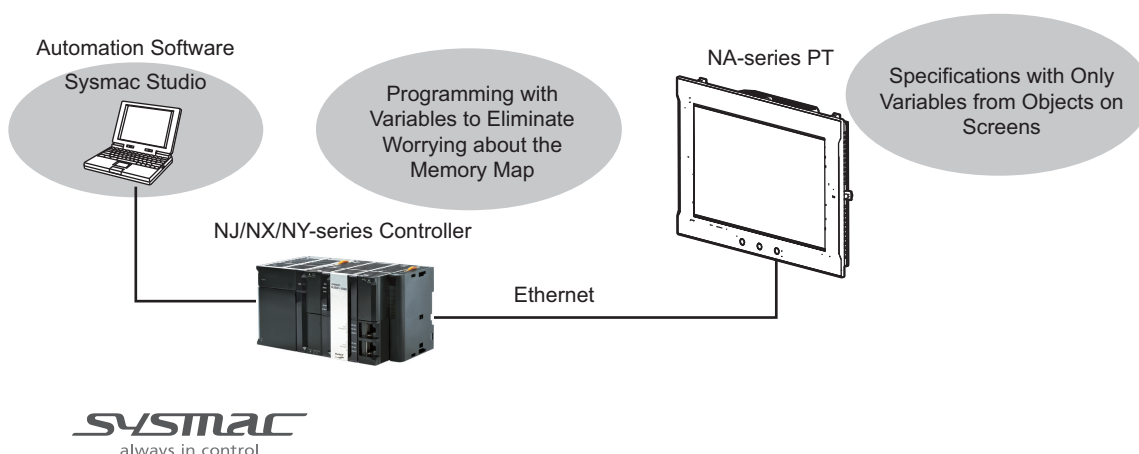 Automation Software
Sysmac Studio
Programming with
Variables to Eliminate
Worrying about the
Memory Map
NA-series PT
Specifications with Only
Variables from Objects on
Screens
NJ/NX/NY-series Controller
Ethernet
sysmac
always in control